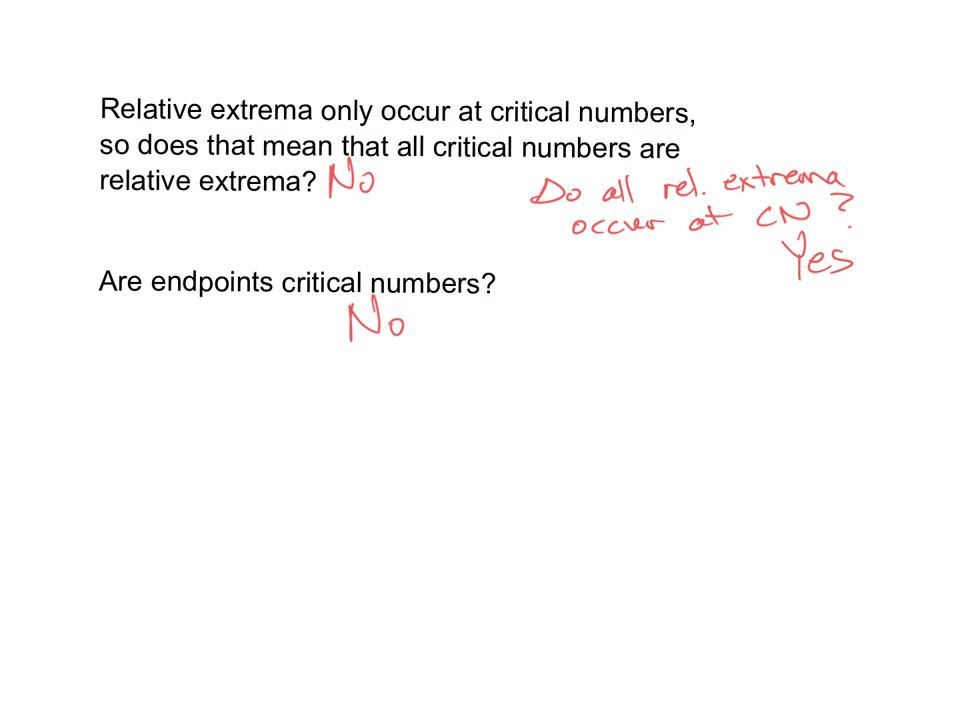 Relative extrema only occur at critical numbers,
so does that mean that all critical numbers are
relative extrema? No
Do all rel. extrema
occur at CN?
Yes
Are endpoints critical numbers?
No